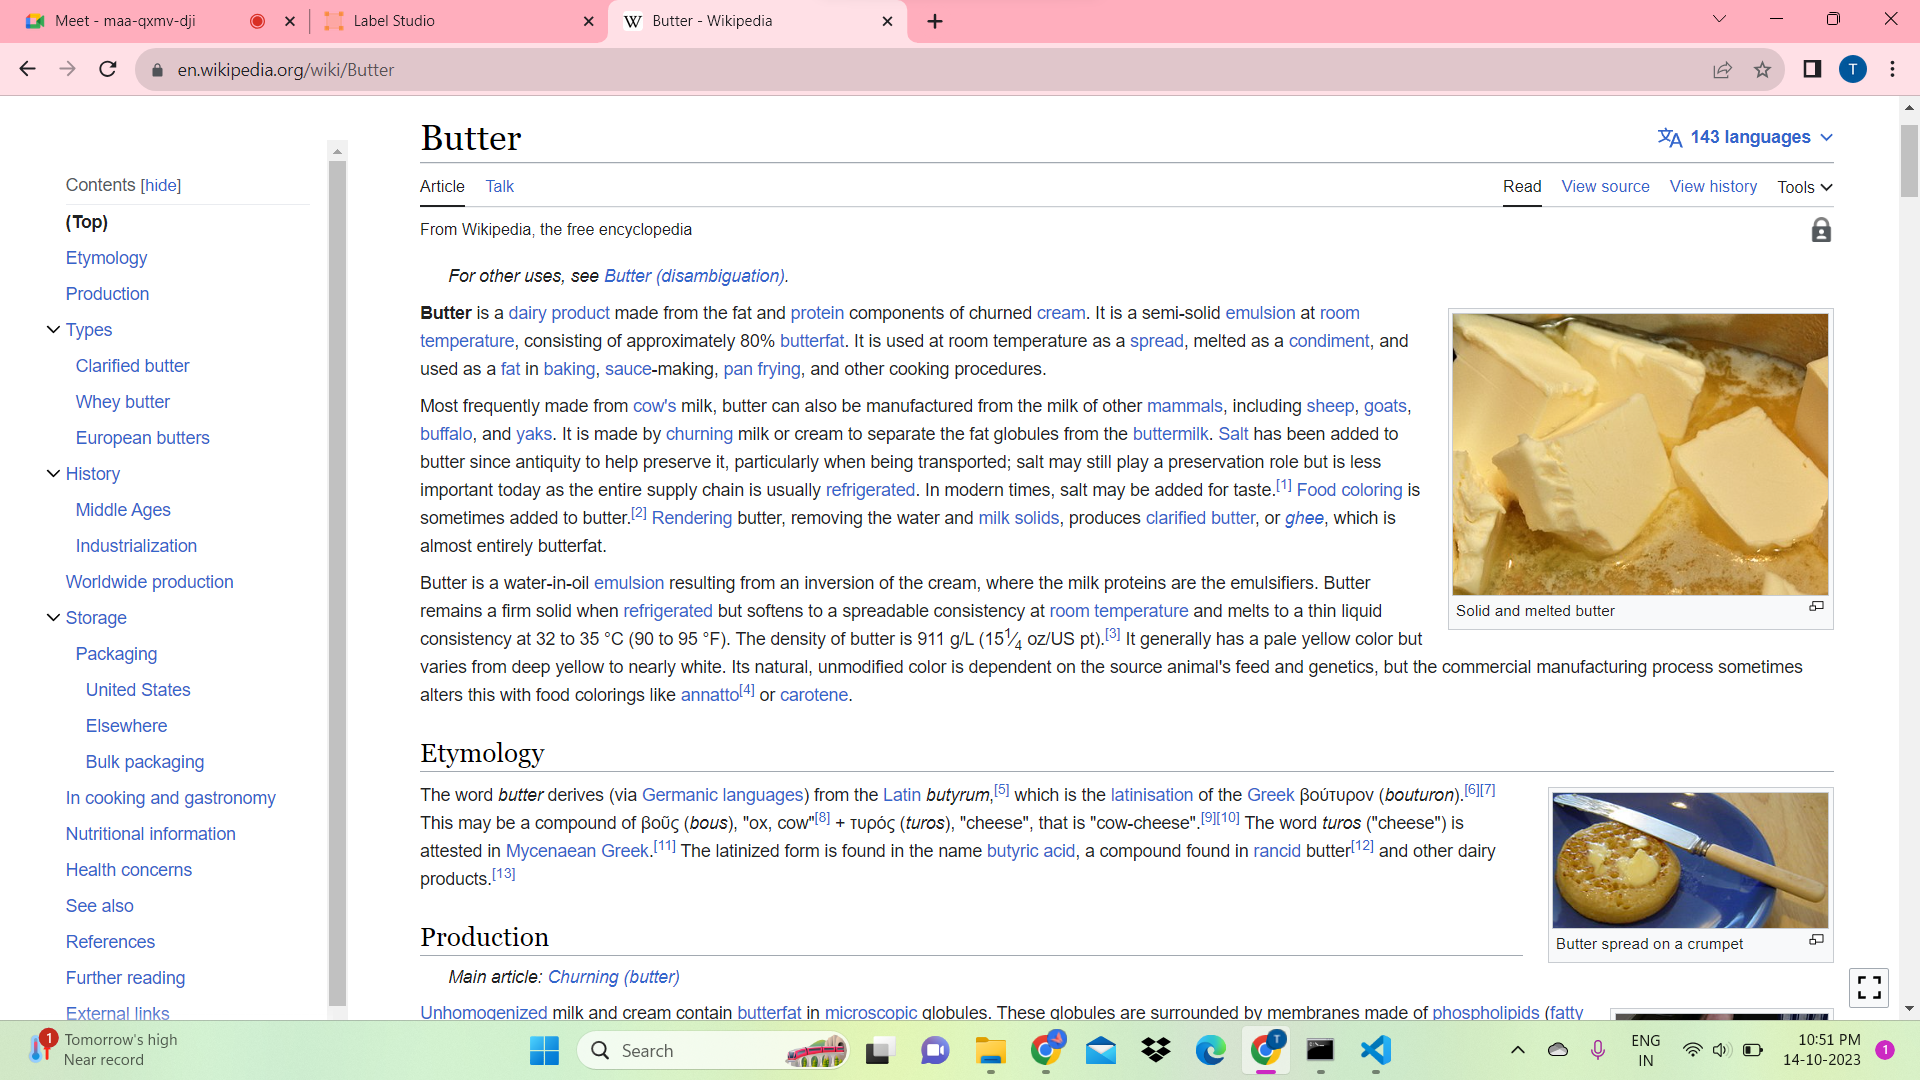 Meet - maa-qxmv-dji
Label Studio
Butter - Wikipedia
en.wikipedia.org/wiki/Butter
T
Contents [hide]
(Top)
Etymology
Production
Types
Clarified butter
Whey butter
European butters
History
Middle Ages
Industrialization
Worldwide production
Storage
Packaging
United States
Elsewhere
Bulk packaging
In cooking and gastronomy
Nutritional information
Health concerns
See also
References
Further reading
External links
Butter
143 languages
Article Talk
Read View source View history Tools
From Wikipedia, the free encyclopedia
For other uses, see Butter (disambiguation).
Butter is a dairy product made from the fat and protein components of churned cream. It is a semi-solid emulsion at room
temperature, consisting of approximately 80% butterfat. It is used at room temperature as a spread, melted as a condiment, and
used as a fat in baking, sauce-making, pan frying, and other cooking procedures.
Most frequently made from cow's milk, butter can also be manufactured from the milk of other mammals, including sheep, goats,
buffalo, and yaks. It is made by churning milk or cream to separate the fat globules from the buttermilk. Salt has been added to
butter since antiquity to help preserve it, particularly when being transported; salt may still play a preservation role but is less
important today as the entire supply chain is usually refrigerated. In modern times, salt may be added for taste.[1] Food coloring is
sometimes added to butter.[2] Rendering butter, removing the water and milk solids, produces clarified butter, or ghee, which is
almost entirely butterfat.
Solid and melted butter
Butter is a water-in-oil emulsion resulting from an inversion of the cream, where the milk proteins are the emulsifiers. Butter
remains a firm solid when refrigerated but softens to a spreadable consistency at room temperature and melts to a thin liquid
consistency at 32 to 35 °C (90 to 95 °F). The density of butter is 911 g/L (15 1⁄4 oz/US pt).[3] It generally has a pale yellow color but
varies from deep yellow to nearly white. Its natural, unmodified color is dependent on the source animal's feed and genetics, but the commercial manufacturing process sometimes
alters this with food colorings like annatto[4] or carotene.
Etymology
The word butter derives (via Germanic languages) from the Latin butyrum,[5] which is the latinisation of the Greek βούτυρον (bouturon).[6][7]
This may be a compound of βοῦς (bous), "ox, cow"[8] + τυρός (turos), "cheese", that is "cow-cheese".[9][10] The word turos ("cheese") is
attested in Mycenaean Greek.[11] The latinized form is found in the name butyric acid, a compound found in rancid butter[12] and other dairy
products.[13]
Butter spread on a crumpet
Production
Main article: Churning (butter)
Unhomogenized milk and cream contain butterfat in microscopic globules. These globules are surrounded by membranes made of phospholipids (fatty
1
Tomorrow's high
Near record
Search
T
ENG
IN
10:51 PM
14-10-2023
1